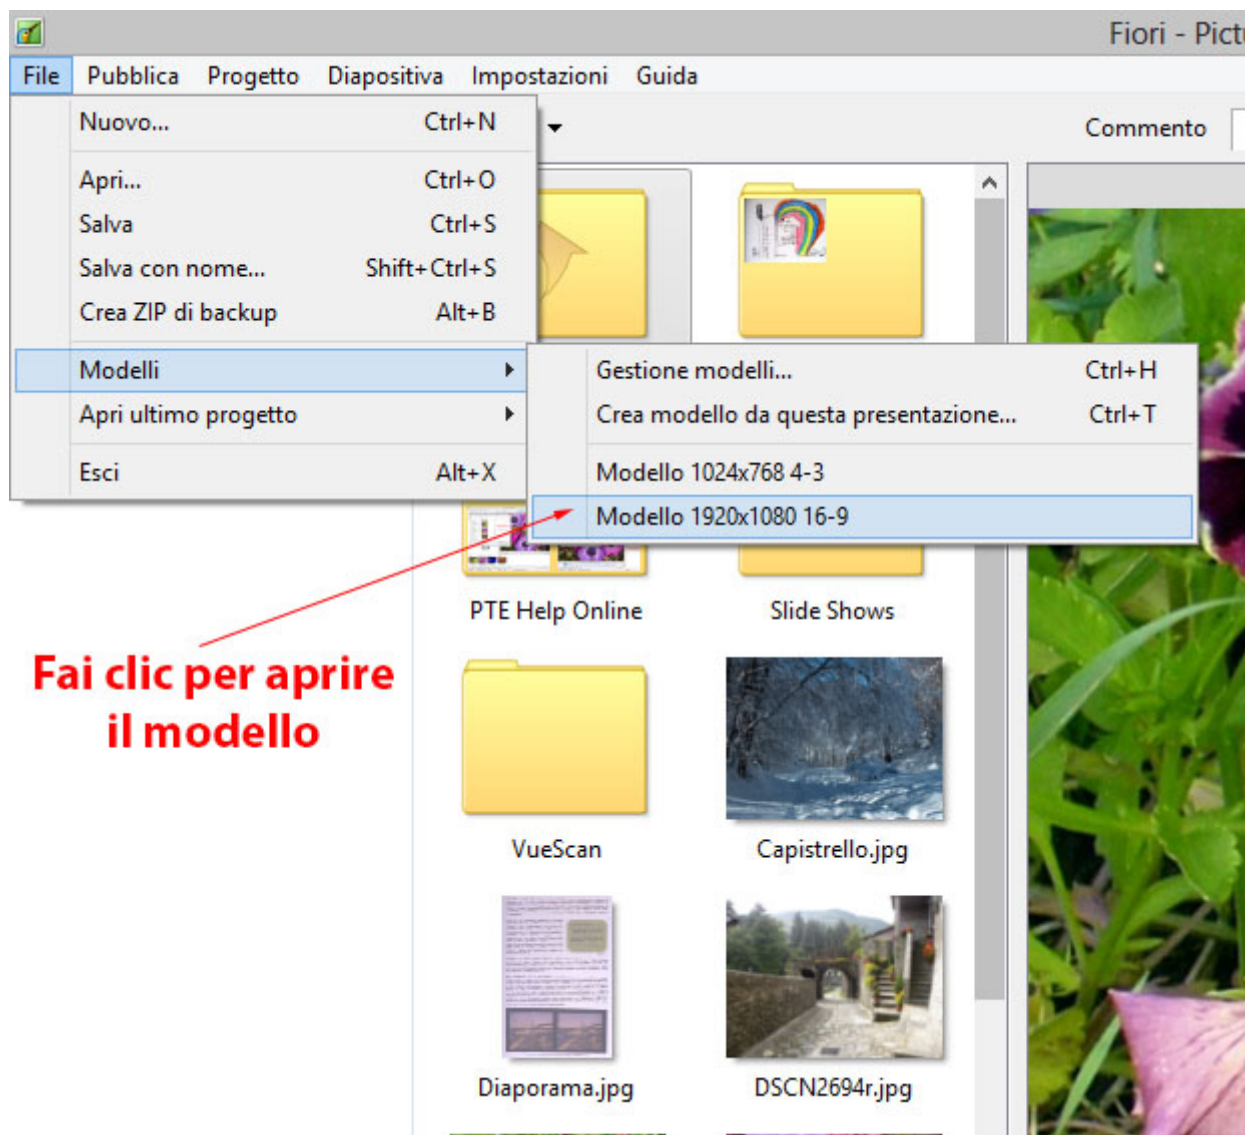 Fiori - Pict
File Pubblica Progetto Diapositiva Impostazioni Guida
Nuovo... Ctrl+N
Commento
Apri... Ctrl+O
Salva Ctrl+S
Salva con nome... Shift+Ctrl+S
Crea ZIP di backup Alt+B
Modelli
Apri ultimo progetto
Esci Alt+X
Gestione modelli... Ctrl+H
Crea modello da questa presentazione... Ctrl+T
Modello 1024x768 4-3
Modello 1920x1080 16-9
PTE Help Online
Slide Shows
Fai clic per aprire
il modello
VueScan
Capistrello.jpg
Diaporama.jpg
DSCN2694r.jpg